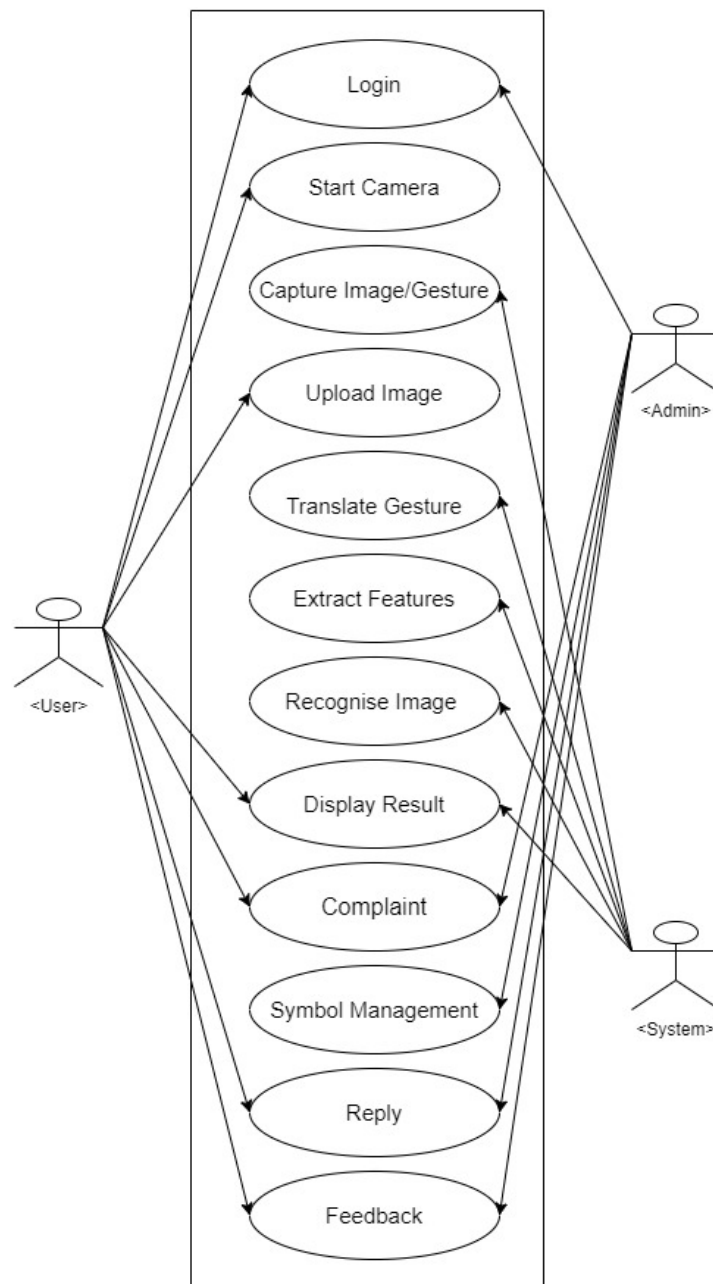 Login
Start Camera
Capture Image/Gesture
Upload Image
Translate Gesture
Extract Features
Recognise Image
Display Result
Complaint
Symbol Management
Reply
Feedback
<User>
<Admin>
<System>